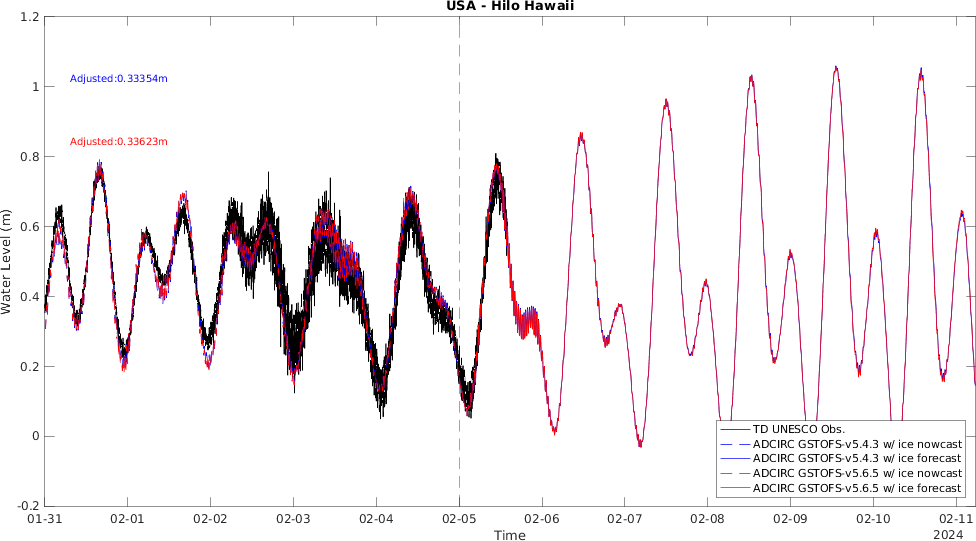 USA - Hilo Hawaii
1.2
1
0.8
0.6
0.4
0.2
0
-0.2
Water Level (m)
Adjusted:0.33354m
Adjusted:0.33623m
TD UNESCO Obs.
ADCIRC GSTOFS-v5.4.3 w/ ice nowcast
ADCIRC GSTOFS-v5.4.3 w/ ice forecast
ADCIRC GSTOFS-v5.6.5 w/ ice nowcast
ADCIRC GSTOFS-v5.6.5 w/ ice forecast
01-31 02-01 02-02 02-03 02-04 02-05 02-06 02-07 02-08 02-09 02-10 02-11
2024
Time